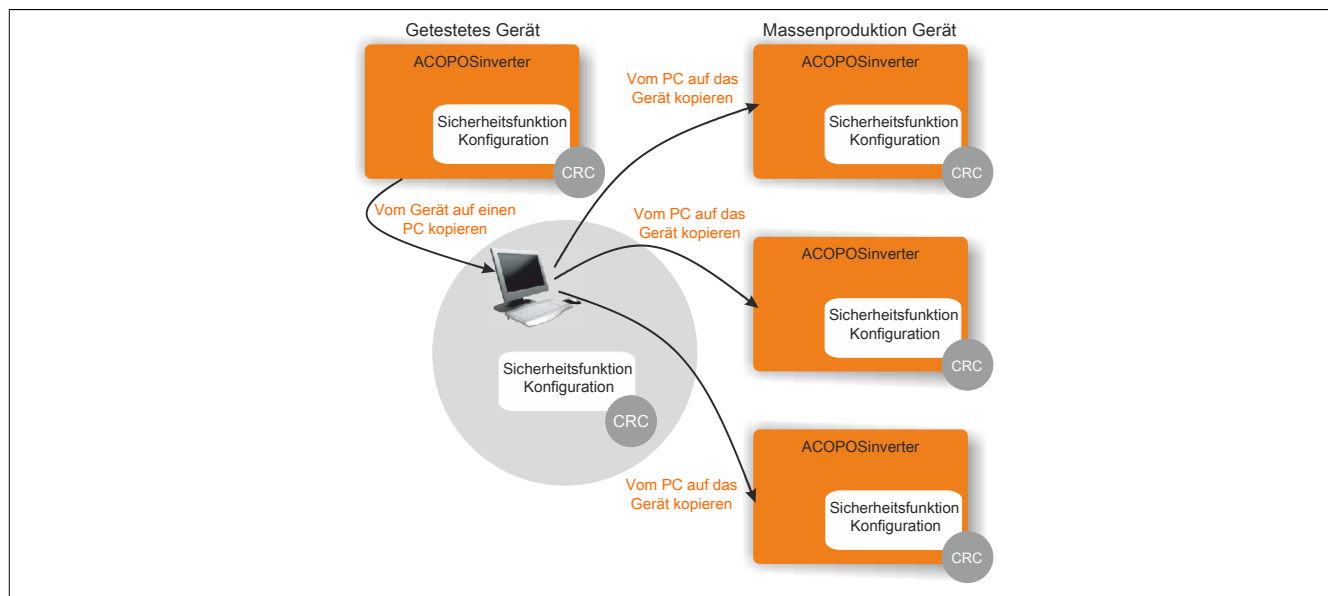 Getestetes Gerät
ACOPOSinverter
Sicherheitsfunktion
Konfiguration
CRC
Vom Gerät auf einen
PC kopieren
Sicherheitsfunktion
Konfiguration
CRC
Massenproduktion Gerät
Vom PC auf das
Gerät kopieren
ACOPOSinverter
Sicherheitsfunktion
Konfiguration
CRC
Vom PC auf das
Gerät kopieren
ACOPOSinverter
Sicherheitsfunktion
Konfiguration
CRC
Vom PC auf das
Gerät kopieren
ACOPOSinverter
Sicherheitsfunktion
Konfiguration
CRC